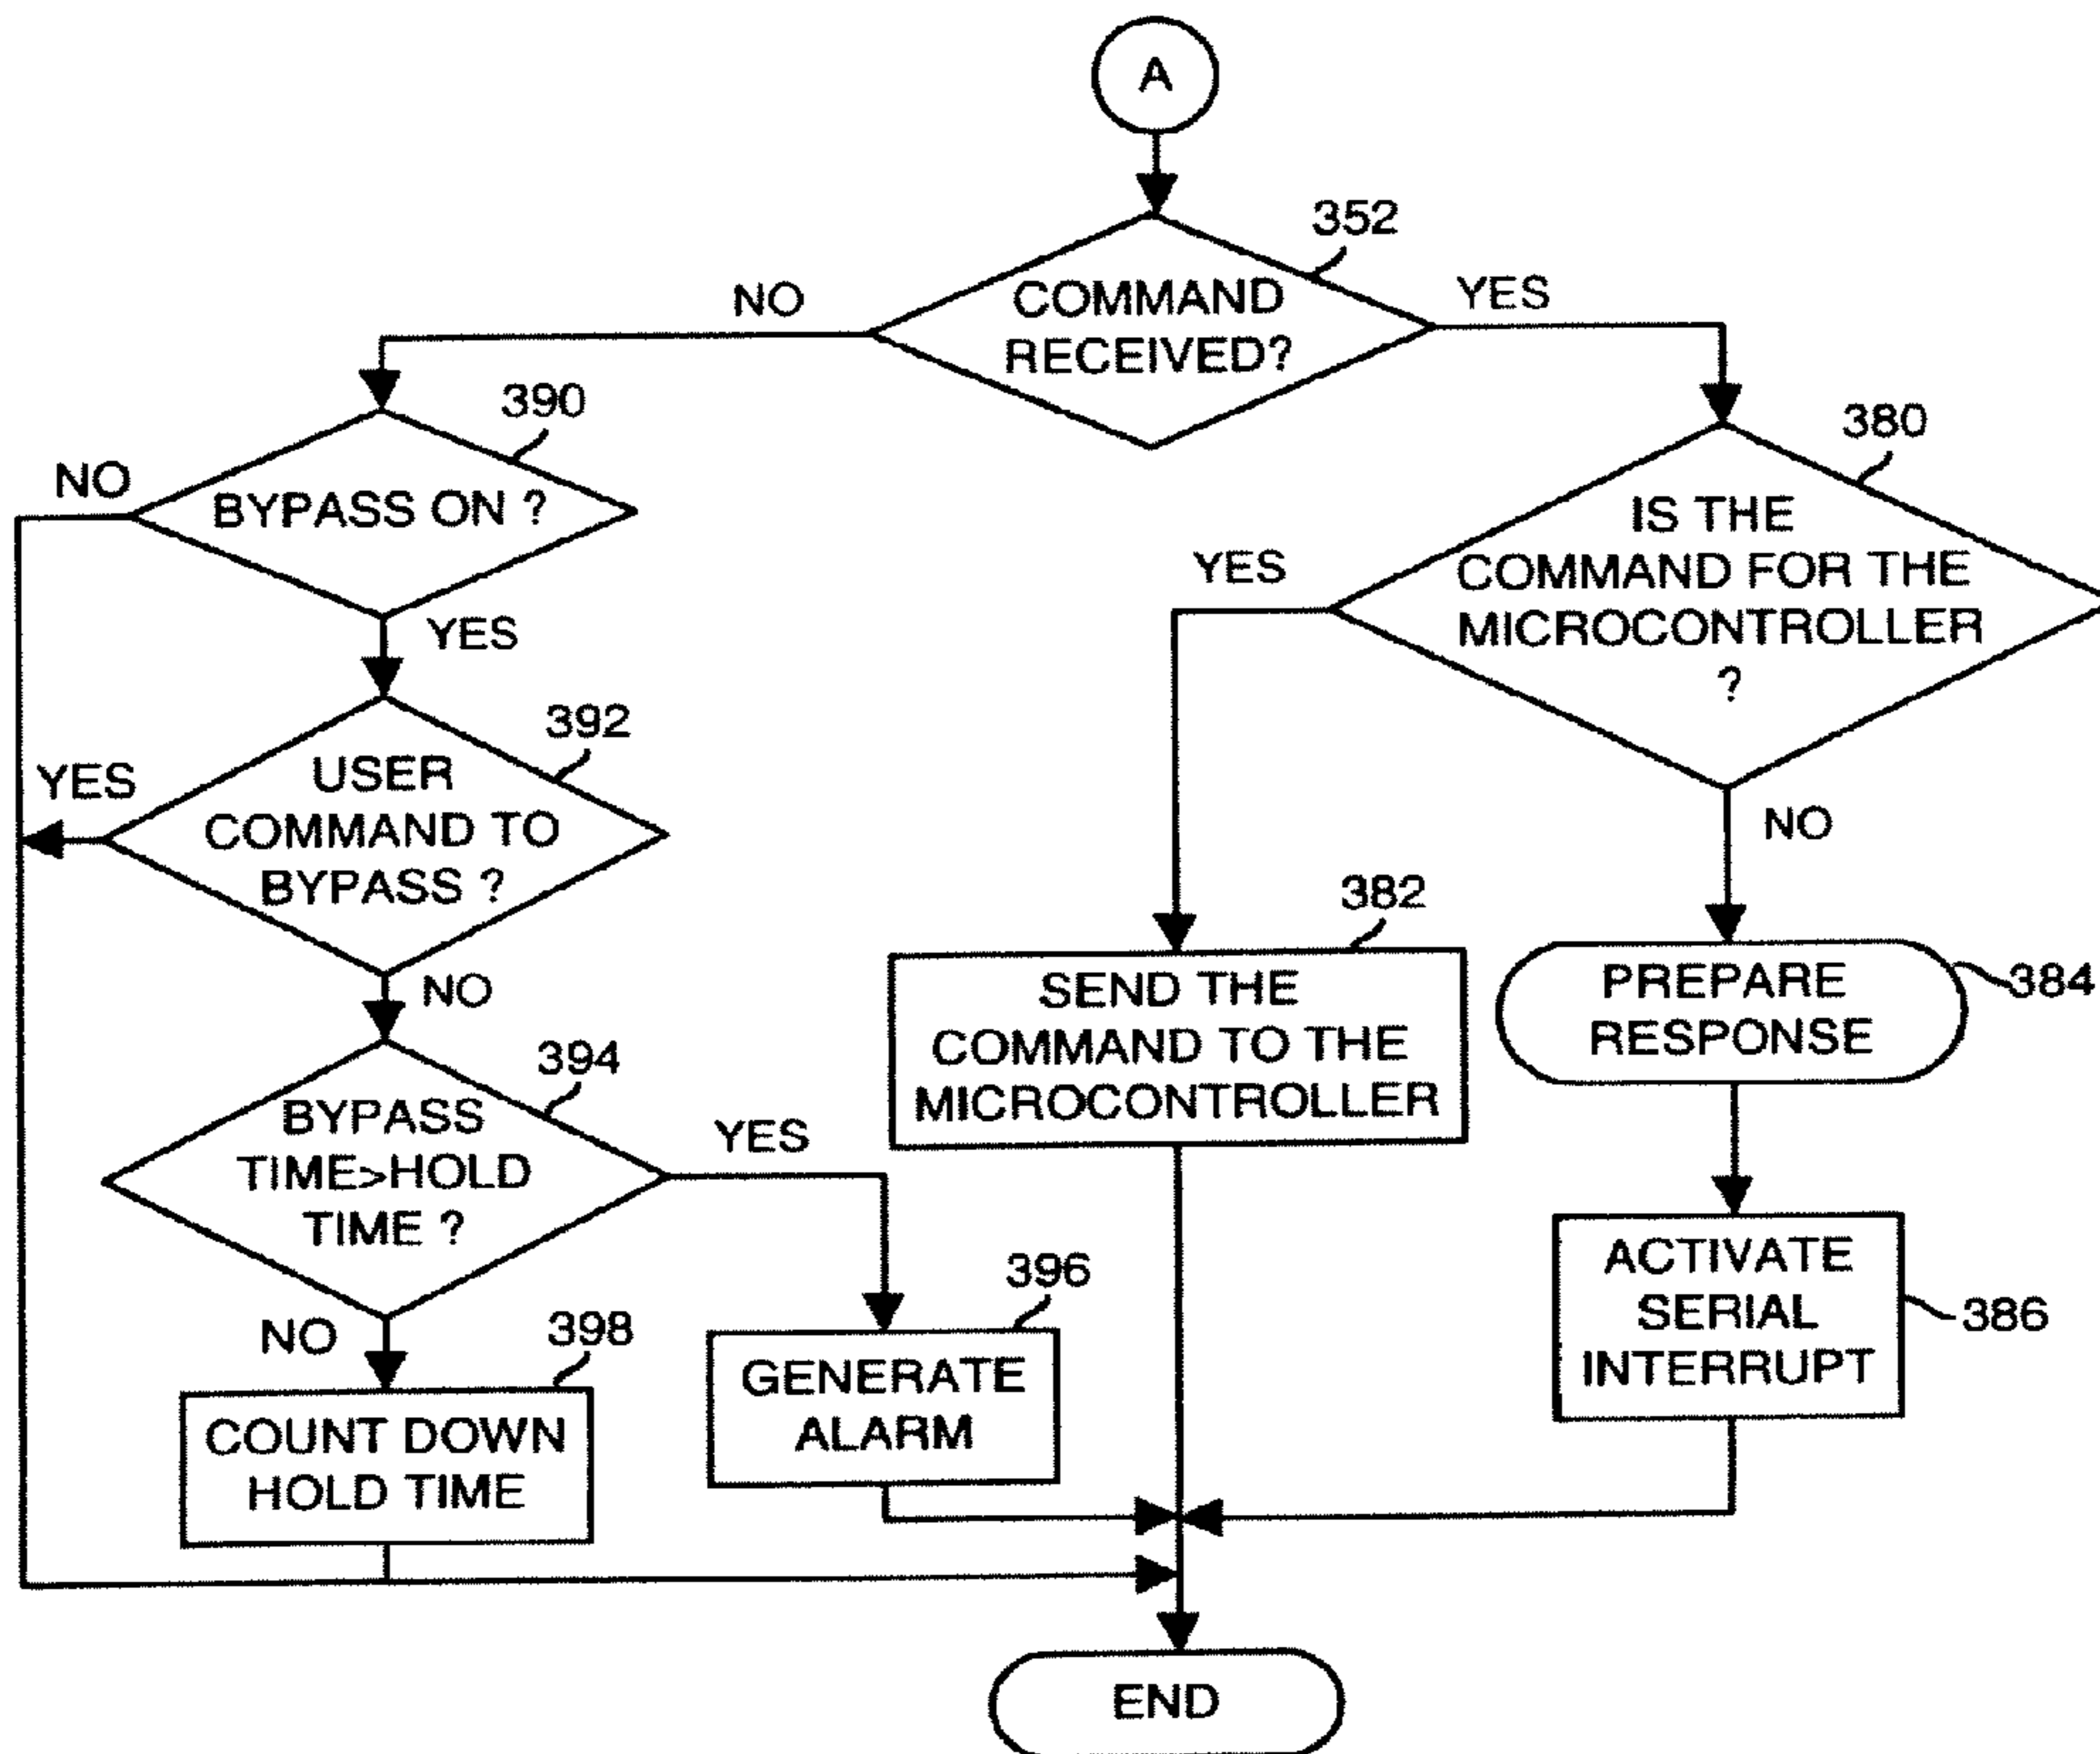 A
352
NO
COMMAND
RECEIVED?
YES
390
380
NO
BYPASS ON ?
IS THE
COMMAND FOR THE
MICROCONTROLLER
?
YES
YES
392
USER
COMMAND TO
BYPASS ?
YES
NO
NO
382
SEND THE
COMMAND TO THE
MICROCONTROLLER
PREPARE
RESPONSE
384
394
BYPASS
TIME>HOLD
TIME ?
YES
NO
396
GENERATE
ALARM
ACTIVATE
SERIAL
INTERRUPT
386
398
COUNT DOWN
HOLD TIME
END